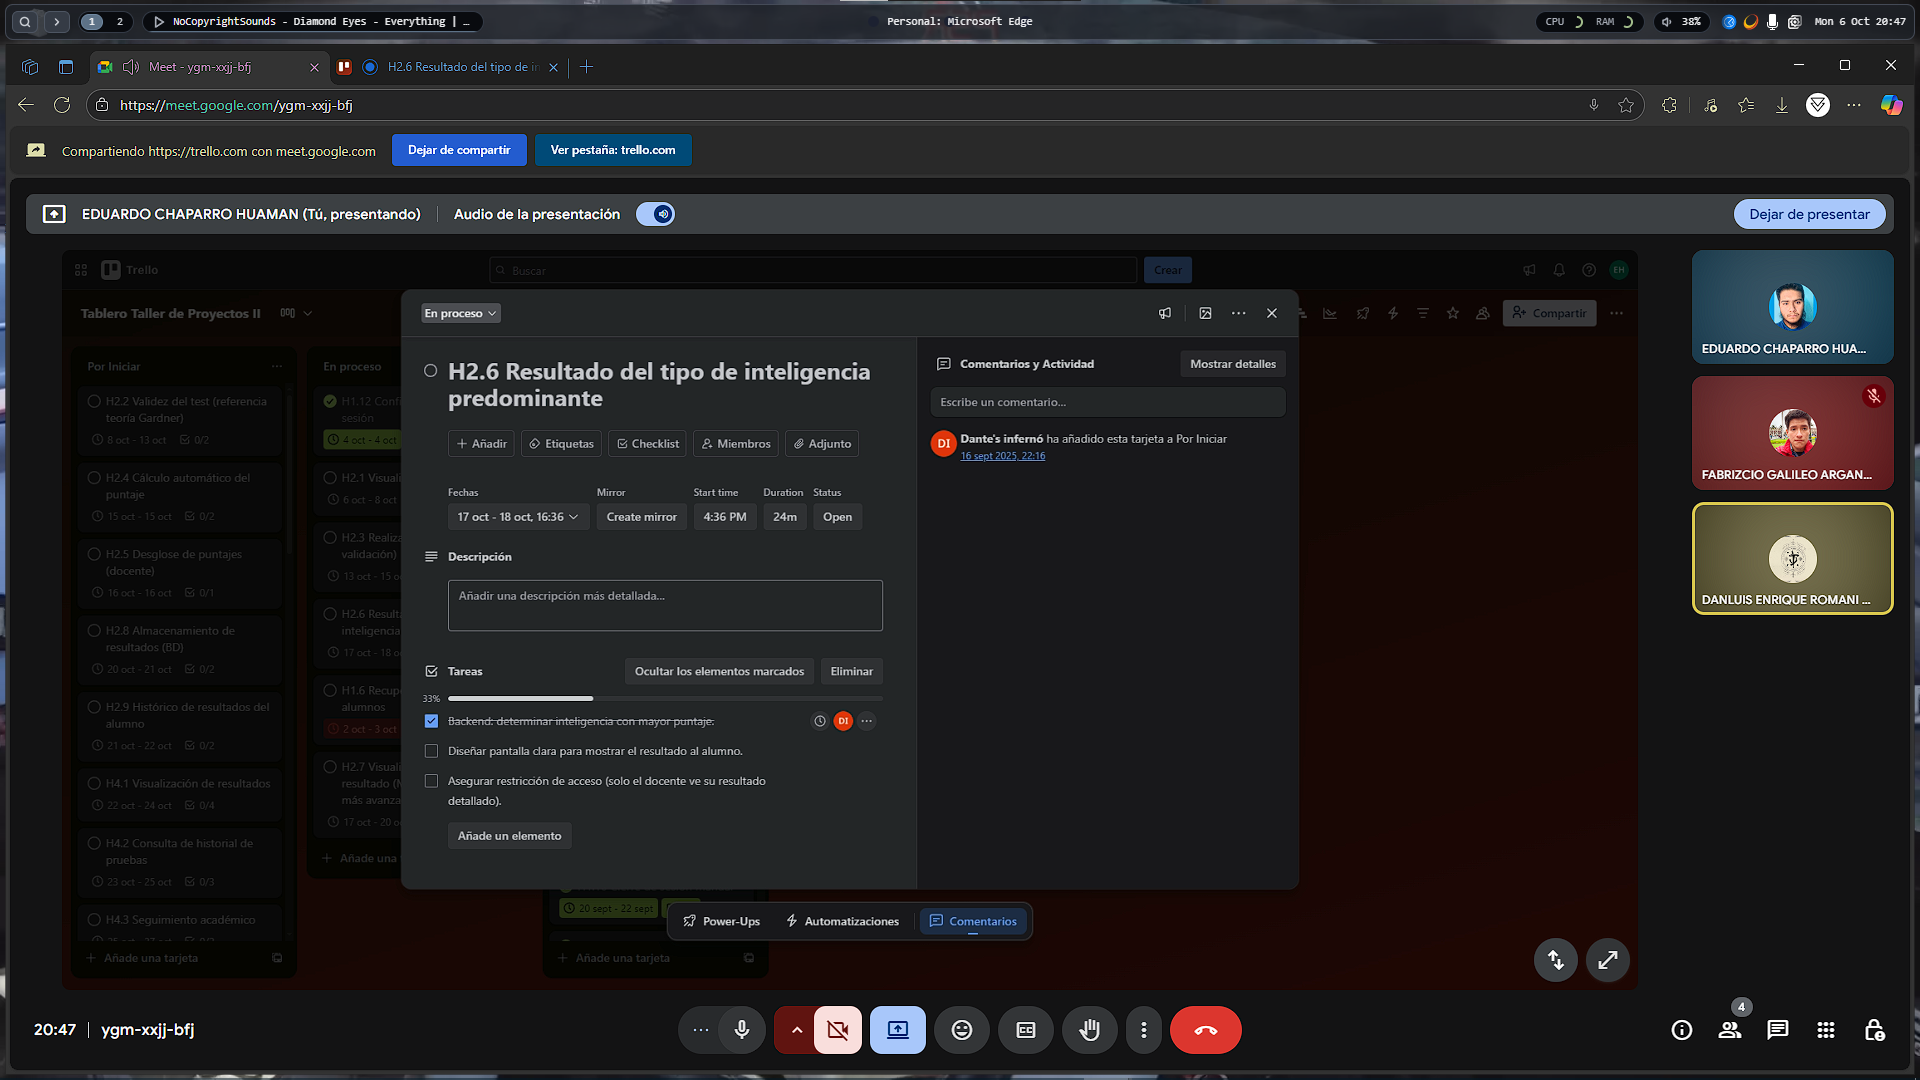 1 2
NoCopyrightSounds - Diamond Eyes - Everything | …
Personal: Microsoft Edge
CPU RAM 38% Mon 6 Oct 20:47
Meet - ygm-xxjj-bfj
H2.6 Resultado del tipo de in
https://meet.google.com/ygm-xxjj-bfj
Compartiendo https://trello.com con meet.google.com
Dejar de compartir
Ver pestaña: trello.com
EDUARDO CHAPARRO HUAMAN (Tú, presentando)
Audio de la presentación
Dejar de presentar
Trello
Buscar
Crear
EH
Tablero Taller de Proyectos II
Compartir
Por Iniciar
H2.2 Validez del test (referencia
teoría Gardner)
8 oct - 13 oct 0/2
H2.4 Cálculo automático del
puntaje
15 oct - 15 oct 0/2
H2.5 Desglose de puntajes
(docente)
16 oct - 16 oct 0/1
H2.8 Almacenamiento de
resultados (BD)
20 oct - 21 oct 0/2
H2.9 Histórico de resultados del
alumno
21 oct - 22 oct 0/2
H4.1 Visualización de resultados
22 oct - 24 oct 0/4
H4.2 Consulta de historial de
pruebas
23 oct - 25 oct 0/3
H4.3 Seguimiento académico
Añade una tarjeta
En proceso
H1.12 Confi
sesión
4 oct - 4 oct
H2.1 Visuali
6 oct - 8 oct
H2.3 Realiza
validación)
13 oct - 15 o
H2.6 Result
inteligencia
17 oct - 18 o
H1.6 Recup
alumnos
2 oct - 3 oct
H2.7 Visuali
resultado (N
más avanza
17 oct - 20 o
Añade una
20 sept - 22 sept
Añade una tarjeta
En proceso
H2.6 Resultado del tipo de inteligencia
predominante
Añadir
Etiquetas
Checklist
Miembros
Adjunto
Fechas Mirror Start time Duration Status
17 oct - 18 oct, 16:36 Create mirror 4:36 PM 24m Open
Descripción
Añadir una descripción más detallada...
Tareas
Ocultar los elementos marcados
Eliminar
33%
Backend: determinar inteligencia con mayor puntaje.
DI
Diseñar pantalla clara para mostrar el resultado al alumno.
Asegurar restricción de acceso (solo el docente ve su resultado
detallado).
Añade un elemento
Comentarios y Actividad
Mostrar detalles
Escribe un comentario...
DI
Dante's infernó ha añadido esta tarjeta a Por Iniciar
16 sept 2025, 22:16
Power-Ups
Automatizaciones
Comentarios
EDUARDO CHAPARRO HUA...
FABRIZCIO GALILEO ARGAN...
DANLUIS ENRIQUE ROMANI ...
20:47
ygm-xxjj-bfj
4